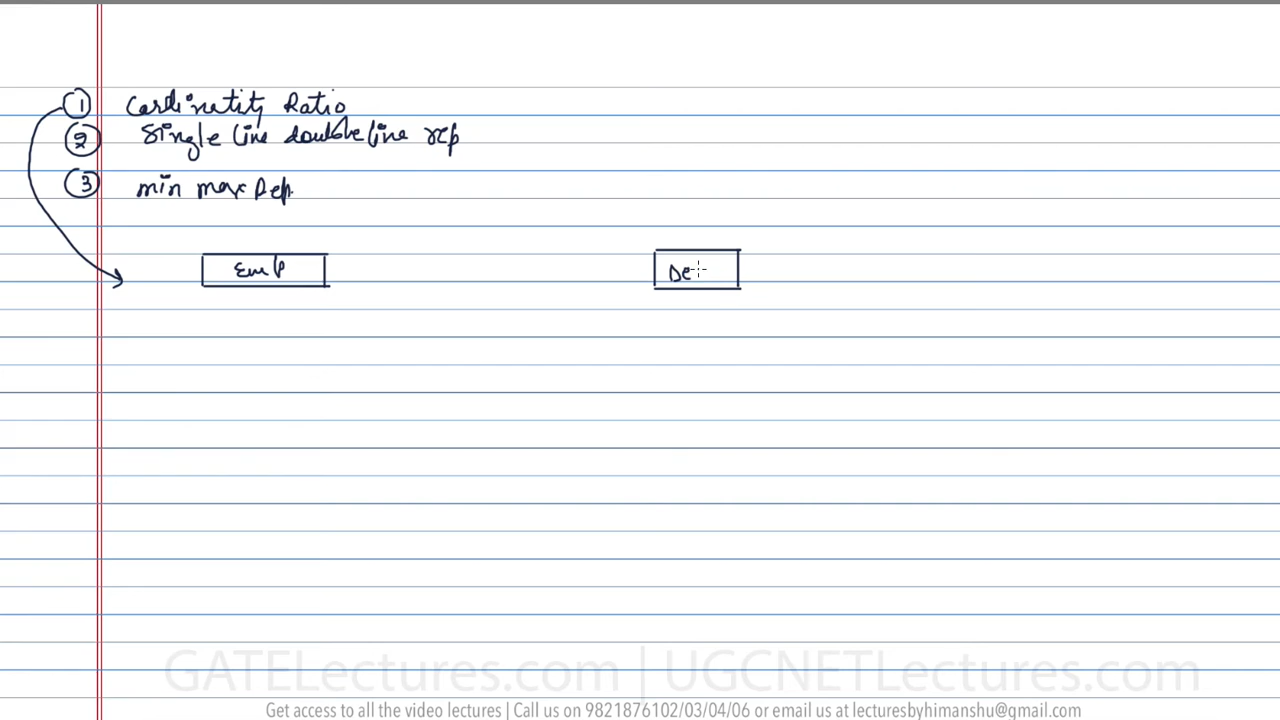 ① Cardinality Ratio
② Single line double line rep
③ min max Rep.
Emp
De
GATELectures.com | UGCNETLectures.com
Get access to all the video lectures | Call us on 9821876102/03/04/06 or email us at lecturesbyhimanshu@gmail.com